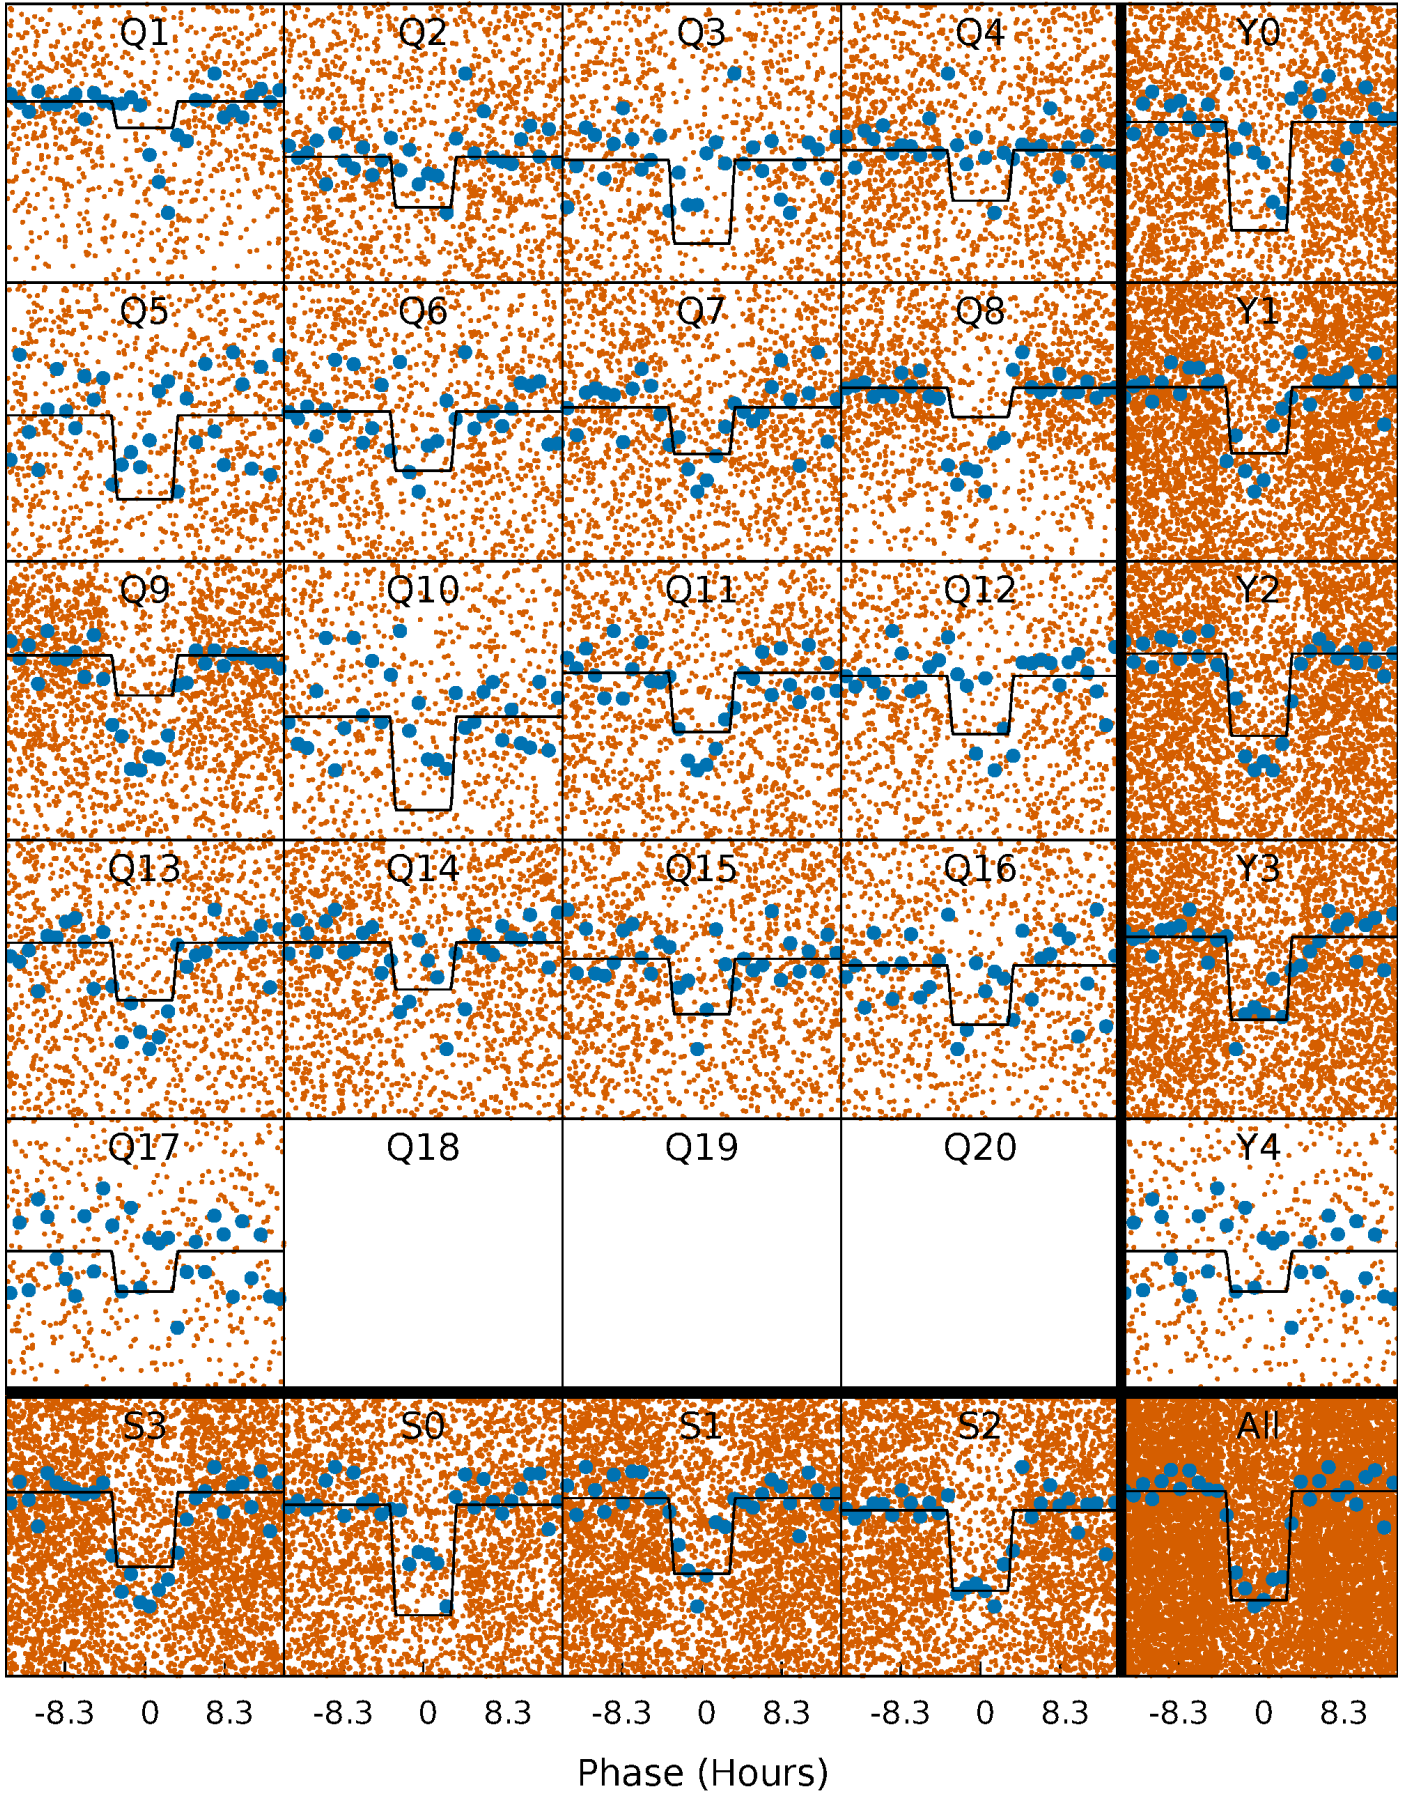 Q1 Q2 Q3 Q4 Y0
Q5 Q6 Q7 Q8 Y1
Q9 Q10 Q11 Q12 Y2
Q13 Q14 Q15 Q16 Y3
Q17 Q18 Q19 Q20 Y4
S3 S0 S1 S2 All
-8.3 0 8.3 -8.3 0 8.3 -8.3 0 8.3 -8.3 0 8.3 -8.3 0 8.3
Phase (Hours)